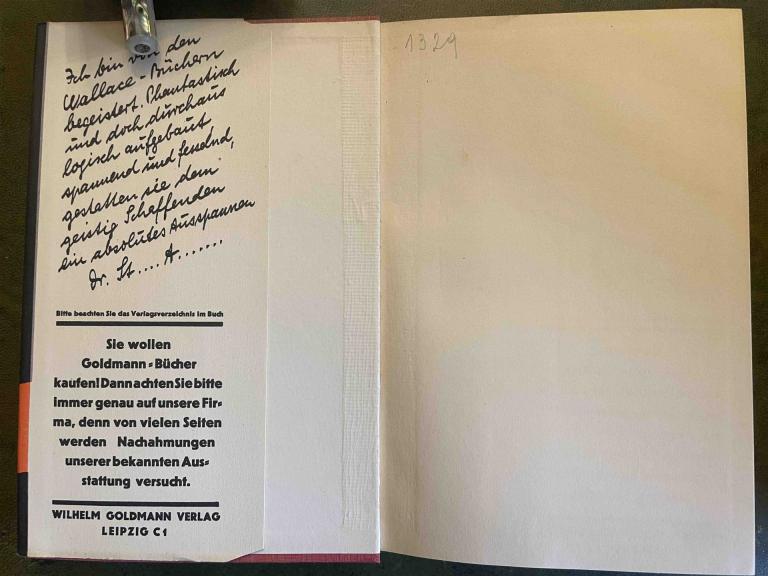 Ich bin von den
Wallace-Büchern
begeistert. Phantastisch
und doch durchaus
logisch aufgebaut
spannend und fesselnd,
gestatten sie dem
geistig Schaffenden
ein absolutes Ausspannen
Dr. St.... A.......
Bitte beachten Sie das Verlagsverzeichnis im Buch
Sie wollen
Goldmann-Bücher
kaufen! Dann achten Sie bitte
immer genau auf unsere Fir-
ma, denn von vielen Seiten
werden Nachahmungen
unserer bekannten Aus-
stattung versucht.
WILHELM GOLDMANN VERLAG
LEIPZIG C1
1329